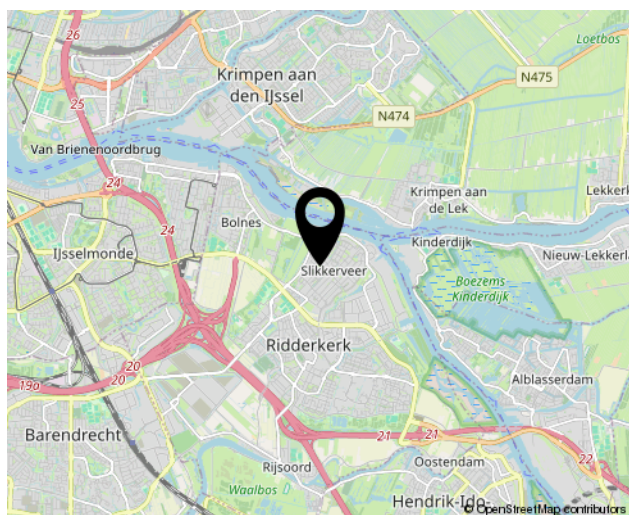 26
Loetbos
Krimpen aan
den IJssel
N475
25
N474
Van Brienenoordbrug
24
Krimpen aan
de Lek
Lekkerk
Bolnes
24
Kinderdijk
IJsselmonde
Slikkerveer
Nieuw-Lekkerla
Boezems
Kinderdijk
Ridderkerk
20
19a
20
Alblasserdam
Barendrecht
21
21
Rijsoord
Oostendam
22
Waalbos
Hendrik-Ido-
© OpenStreetMap contributors